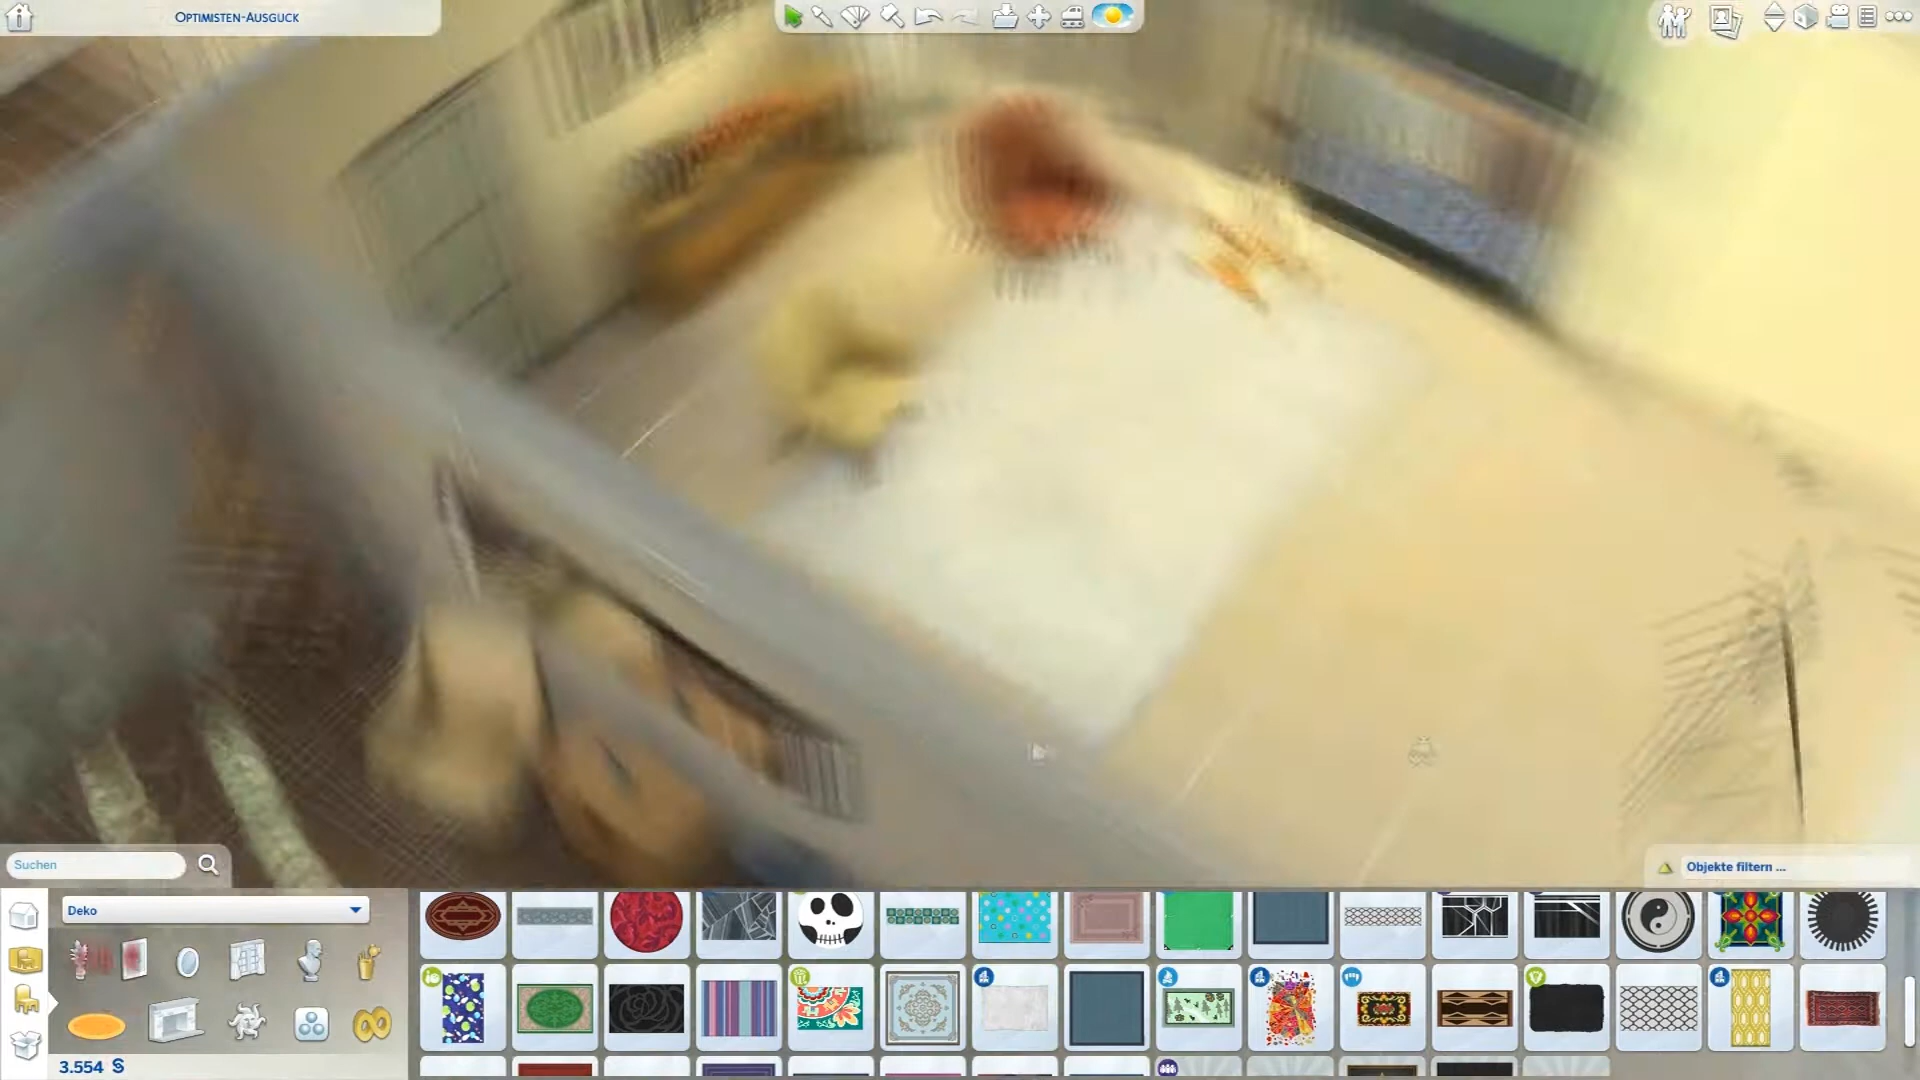 Optimisten-Ausguck
Suchen
Objekte filtern ...
Deko
3.554 S